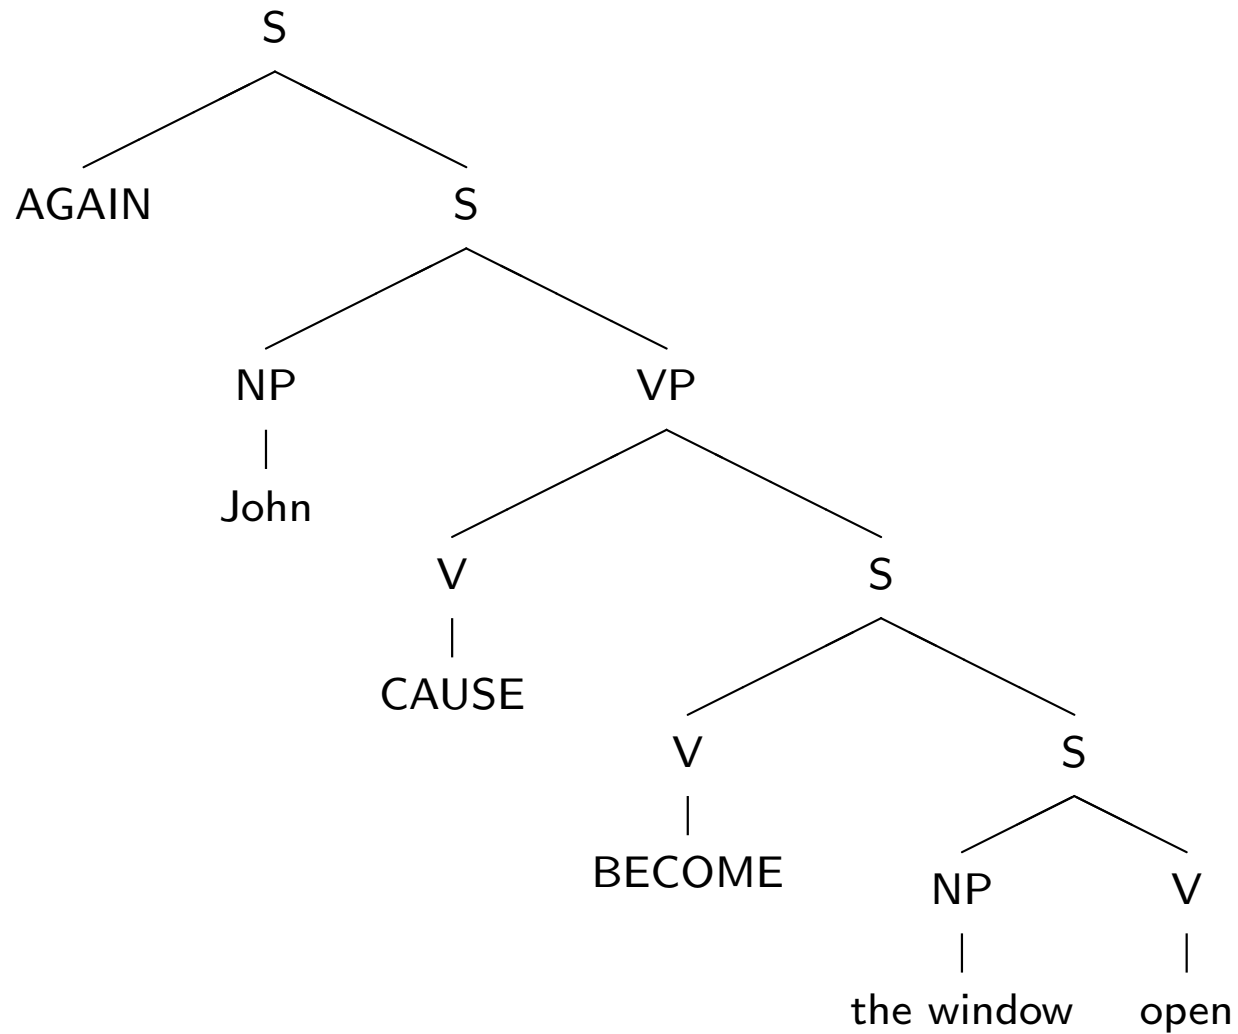 S
AGAIN S
NP VP
John
V S
CAUSE
V S
BECOME
NP V
the window open